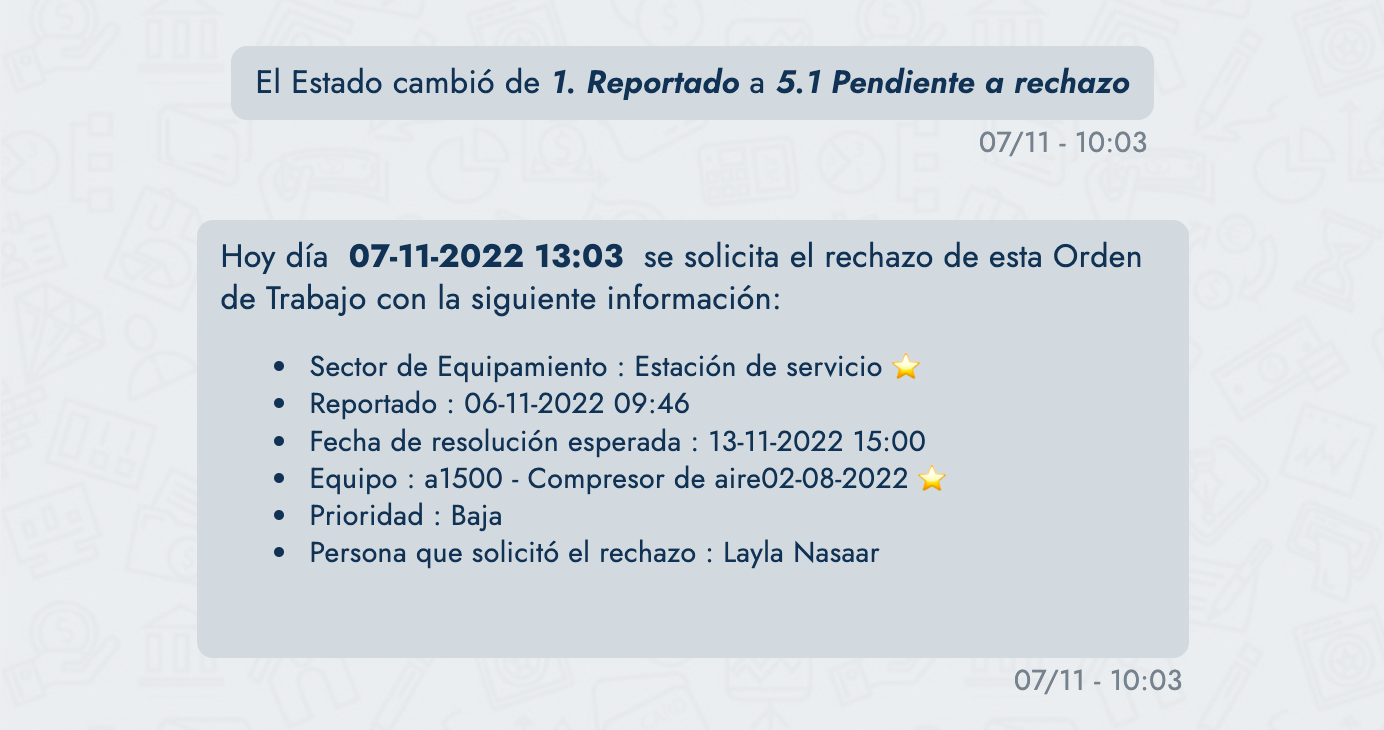 El Estado cambió de 1. Reportado a 5.1 Pendiente a rechazo
07/11 - 10:03
Hoy día 07-11-2022 13:03 se solicita el rechazo de esta Orden
de Trabajo con la siguiente información:
• Sector de Equipamiento : Estación de servicio ⭐
• Reportado : 06-11-2022 09:46
• Fecha de resolución esperada : 13-11-2022 15:00
• Equipo : a1500 - Compresor de aire02-08-2022 ⭐
• Prioridad : Baja
• Persona que solicitó el rechazo : Layla Nasaar
07/11 - 10:03